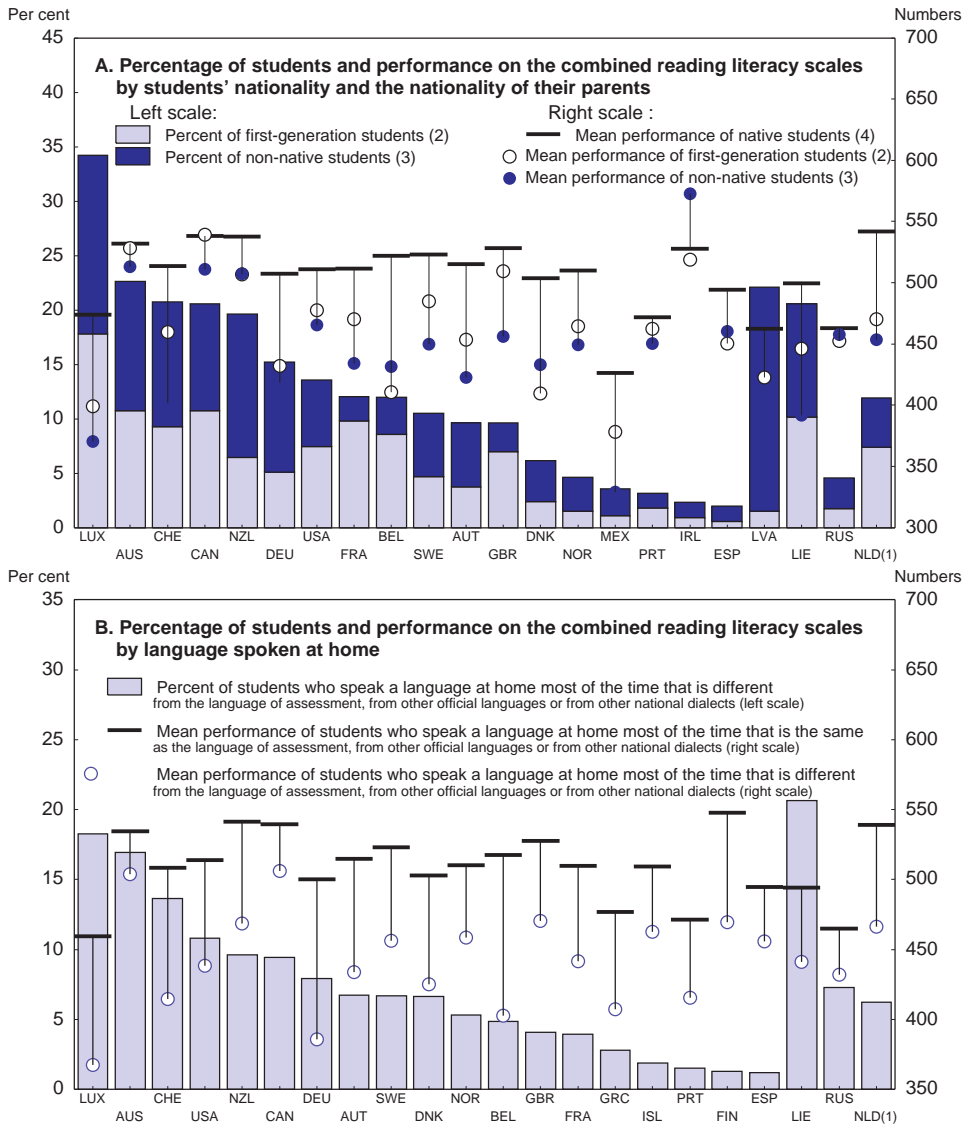 Per cent
Numbers
45
700
A. Percentage of students and performance on the combined reading literacy scales
by students' nationality and the nationality of their parents
Left scale:
Right scale :
Percent of first-generation students (2)
Mean performance of native students (4)
Percent of non-native students (3)
Mean performance of first-generation students (2)
Mean performance of non-native students (3)
40
650
35
600
30
550
25
500
20
450
15
400
10
350
5
0
300
LUX
CHE
NZL
USA
BEL
AUT
DNK
MEX
IRL
LVA
RUS
AUS
CAN
DEU
FRA
SWE
GBR
NOR
PRT
ESP
LIE
NLD(1)
Per cent
Numbers
35
700
B. Percentage of students and performance on the combined reading literacy scales
by language spoken at home
Percent of students who speak a language at home most of the time that is different
from the language of assessment, from other official languages or from other national dialects (left scale)
Mean performance of students who speak a language at home most of the time that is the same
as the language of assessment, from other official languages or from other national dialects (right scale)
Mean performance of students who speak a language at home most of the time that is different
from the language of assessment, from other official languages or from other national dialects (right scale)
30
650
25
600
20
550
15
500
10
450
5
400
0
350
LUX
CHE
NZL
DEU
SWE
NOR
GBR
GRC
PRT
ESP
RUS
AUS
USA
CAN
AUT
DNK
BEL
FRA
ISL
FIN
LIE
NLD(1)